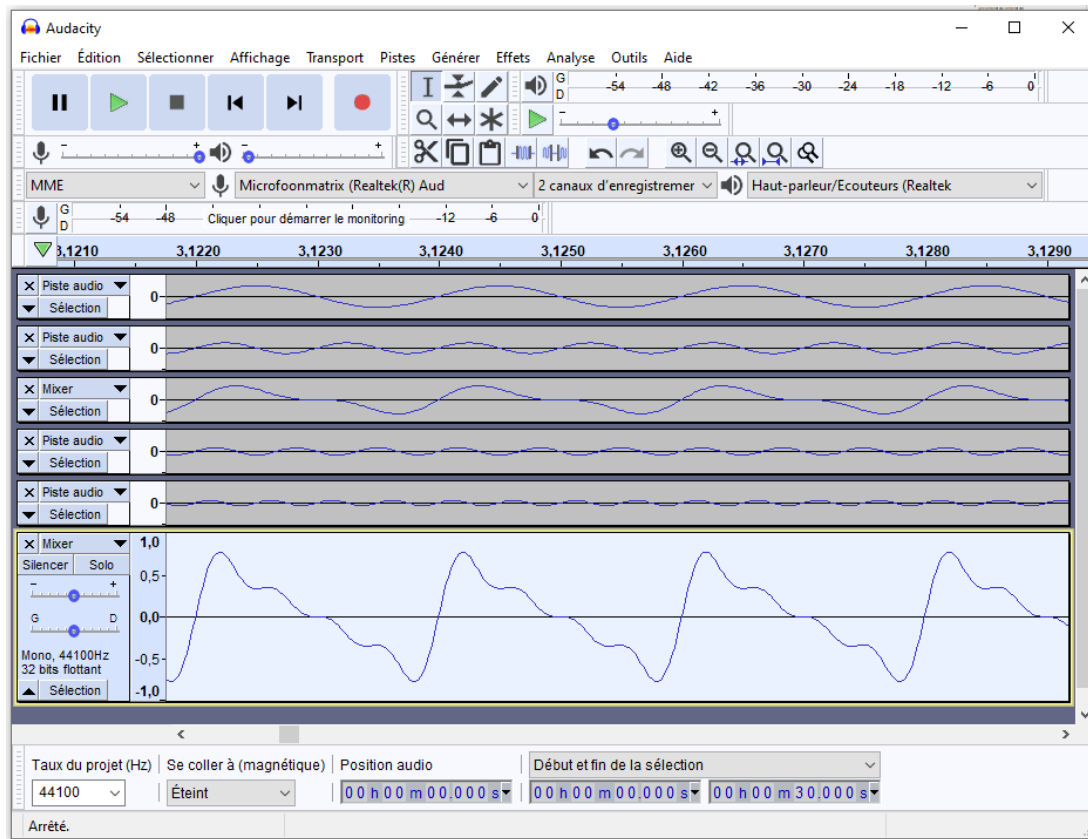 Audacity
Fichier Édition Sélectionner Affichage Transport Pistes Générer Effets Analyse Outils Aide
G
D
-54 -48 -42 -36 -30 -24 -18 -12 -6 0
- +
- + - +
MME Microfoonmatrix (Realtek(R) Aud 2 canaux d'enregistremer Haut-parleur/Ecouteurs (Realtek
G
D
-54 -48 Cliquer pour démarrer le monitoring -12 -6 0
3,1210 3,1220 3,1230 3,1240 3,1250 3,1260 3,1270 3,1280 3,1290
X Piste audio
0
Sélection
X Piste audio
0
Sélection
X Mixer
0
Sélection
X Piste audio
0
Sélection
X Piste audio
0
Sélection
X Mixer 1,0
Silencer Solo
- + 0,5
G D 0,0
Mono, 44100Hz -0,5
32 bits flottant
Sélection -1,0
Taux du projet (Hz) Se coller à (magnétique) Position audio Début et fin de la sélection
44100 Éteint 00 h 00 m 00.000 s 00 h 00 m 00.000 s 00 h 00 m 30.000 s
Arrêté.